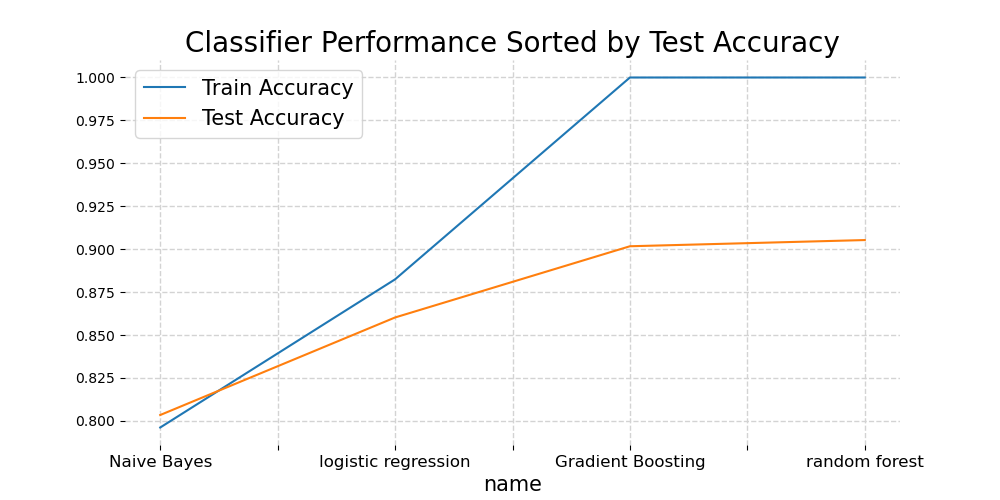 Classifier Performance Sorted by Test Accuracy
Train Accuracy
Test Accuracy
1.000
0.975
0.950
0.925
0.900
0.875
0.850
0.825
0.800
Naive Bayes logistic regression Gradient Boosting random forest
name